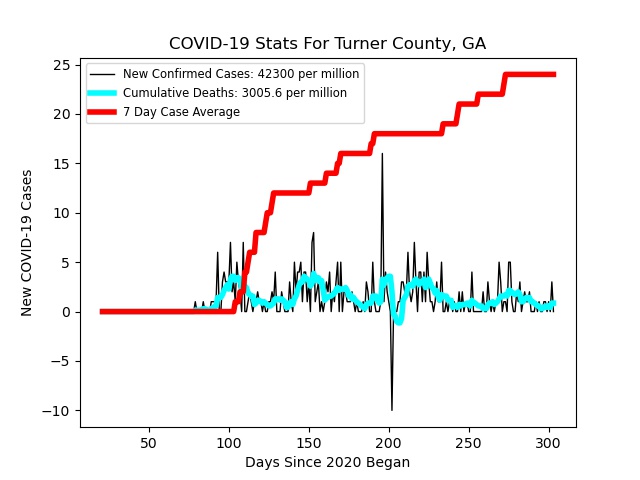 COVID-19 Stats For Turner County, GA
New Confirmed Cases: 42300 per million
Cumulative Deaths: 3005.6 per million
7 Day Case Average
New COVID-19 Cases
25
20
15
10
5
0
−5
−10
50
100
150
200
250
300
Days Since 2020 Began